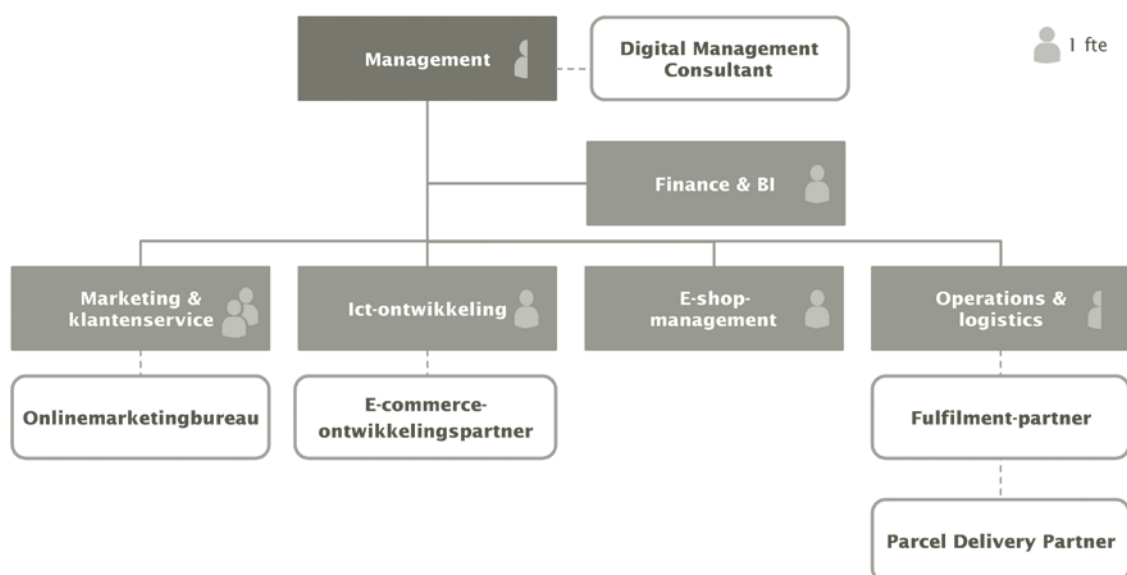 Management
Digital Management
Consultant
1 fte
Finance & BI
Marketing &
klantenservice
Ict-ontwikkeling
E-shop-
management
Operations &
logistics
Onlinemarketingbureau
E-commerce-
ontwikkelingspartner
Fulfilment-partner
Parcel Delivery Partner